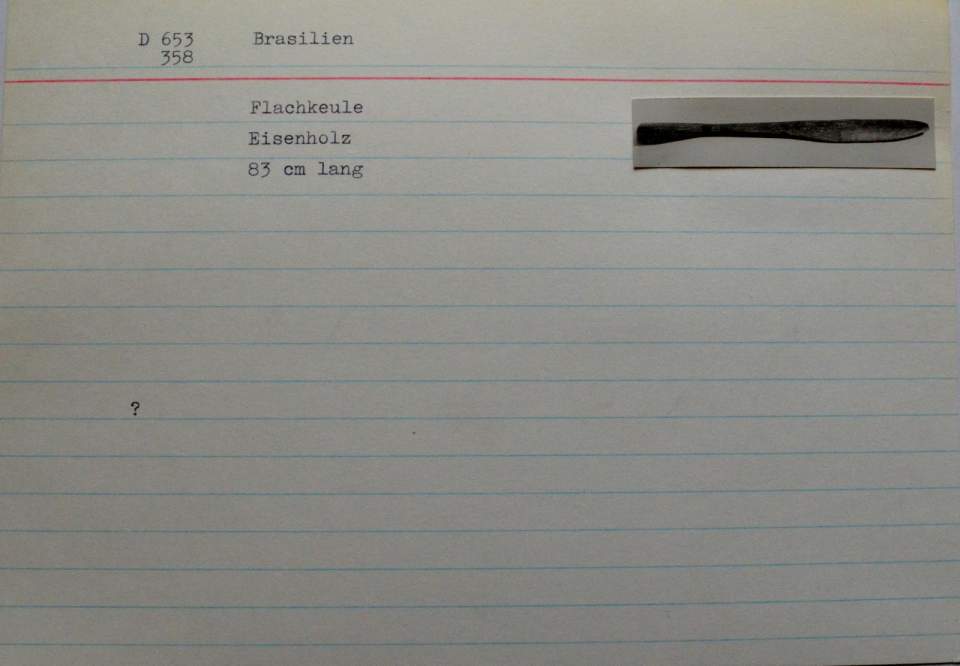 D 653 Brasilien
358
Flachkeule
Eisenholz
83 cm lang
?